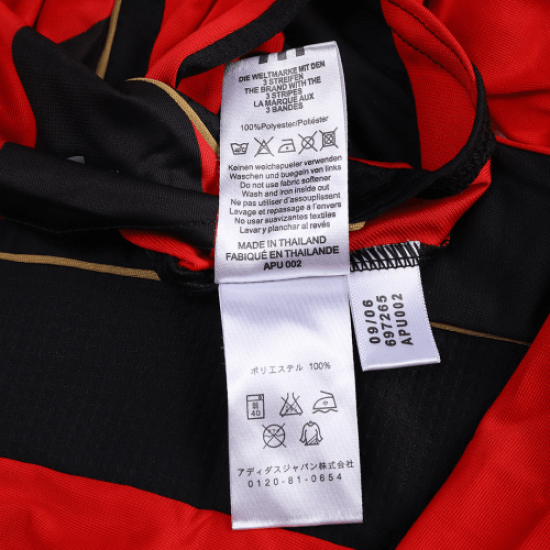 DIE WELTMARKE MIT DEN
3 STREIFEN
THE BRAND WITH THE
3 STRIPES
LA MARQUE AUX
3 BANDES
100%Polyester/Poliéster
Keinen weichspueler verwenden
Waschen und buegeln von links
Do not use fabric softener
Wash and iron inside out
Ne pas utiliser d'assouplissant
Lavage et repassage a l'envers
No usar suavizantes textiles
Lavar y planchar al revés
MADE IN THAILAND
FABIQUÉ EN THAILANDE
APU 002
09/06
697265
APU002
ポリエステル 100%
弱
40
アディダスジャパン株式会社
0120-81-0654